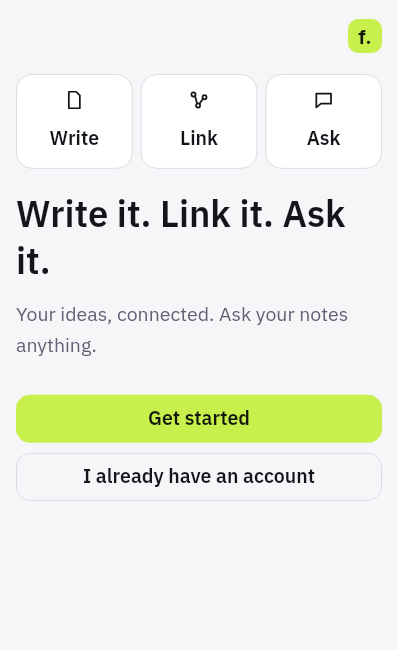 f.
Write
Link
Ask
Write it. Link it. Ask
it.
Your ideas, connected. Ask your notes
anything.
Get started
I already have an account